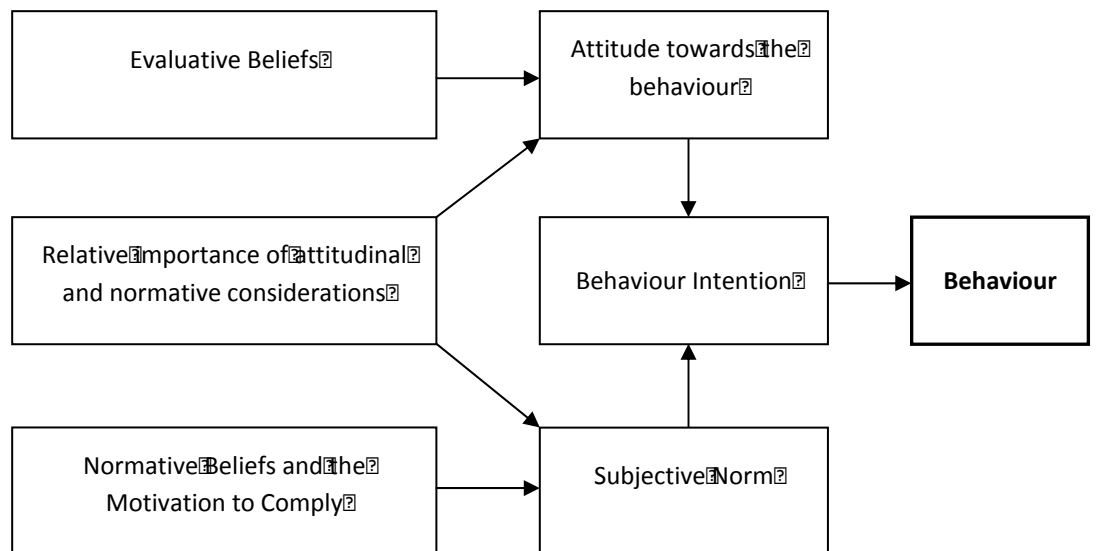 Evaluative Beliefs⍰
Attitude towards⍰the⍰
behaviour⍰
Relative⍰importance of⍰attitudinal⍰
and normative considerations⍰
Behaviour Intention⍰
Behaviour
Normative⍰Beliefs and⍰the⍰
Motivation to Comply⍰
Subjective⍰Norm⍰